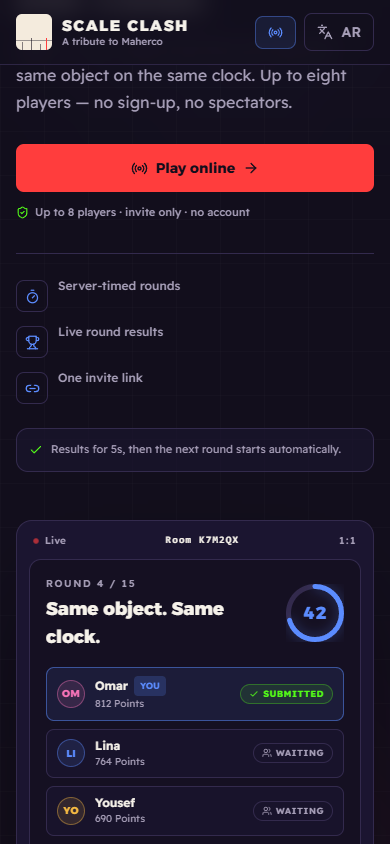 SCALE CLASH
A tribute to Maherco
AR
same object on the same clock. Up to eight
players — no sign-up, no spectators.
Play online →
Up to 8 players · invite only · no account
Server-timed rounds
Live round results
One invite link
Results for 5s, then the next round starts automatically.
Live
Room K7M2QX
1:1
ROUND 4 / 15
Same object. Same
clock.
42
OM
Omar YOU
812 Points
SUBMITTED
LI
Lina
764 Points
WAITING
YO
Yousef
690 Points
WAITING